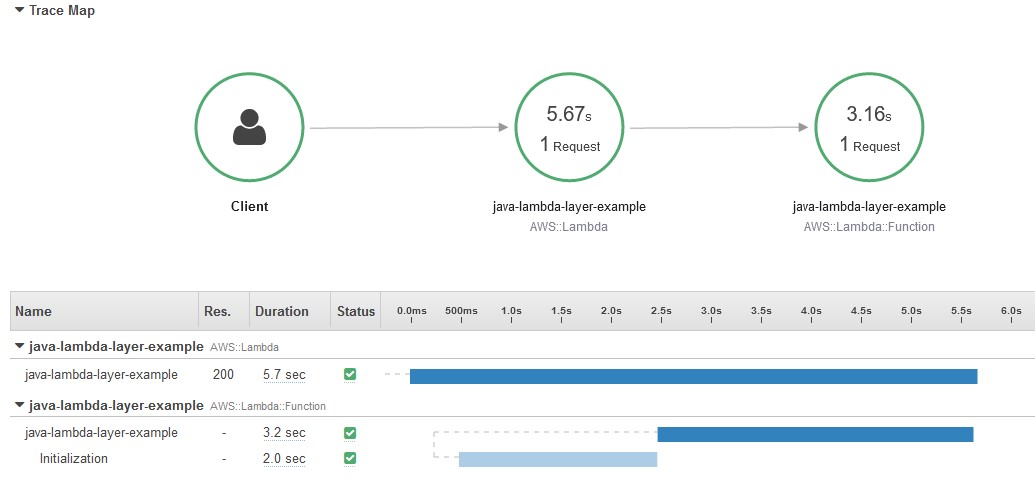 Trace Map
5.67s
1 Request
3.16s
1 Request
Client
java-lambda-layer-example
AWS::Lambda
java-lambda-layer-example
AWS::Lambda::Function
Name Res. Duration Status 0.0ms 500ms 1.0s 1.5s 2.0s 2.5s 3.0s 3.5s 4.0s 4.5s 5.0s 5.5s 6.0s
java-lambda-layer-example AWS::Lambda
java-lambda-layer-example 200 5.7 sec
java-lambda-layer-example AWS::Lambda::Function
java-lambda-layer-example - 3.2 sec
Initialization - 2.0 sec